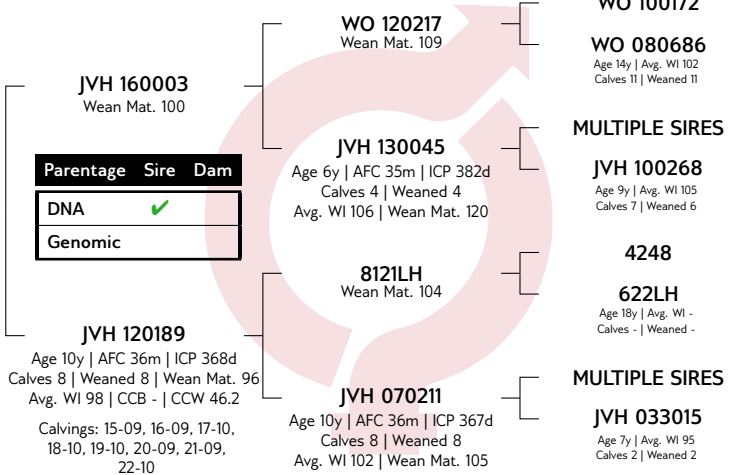 JVH 160003
Wean Mat. 100
Parentage Sire Dam
DNA ✔
Genomic
JVH 120189
Age 10y | AFC 36m | ICP 368d
Calves 8 | Weaned 8 | Wean Mat. 96
Avg. WI 98 | CCB - | CCW 46.2
Calvings: 15-09, 16-09, 17-10,
18-10, 19-10, 20-09, 21-09,
22-10
WO 120217
Wean Mat. 109
JVH 130045
Age 6y | AFC 35m | ICP 382d
Calves 4 | Weaned 4
Avg. WI 106 | Wean Mat. 120
8121LH
Wean Mat. 104
JVH 070211
Age 10y | AFC 36m | ICP 367d
Calves 8 | Weaned 8
Avg. WI 102 | Wean Mat. 105
WO 100172
WO 080686
Age 14y | Avg. WI 102
Calves 11 | Weaned 11
MULTIPLE SIRES
JVH 100268
Age 9y | Avg. WI 105
Calves 7 | Weaned 6
4248
622LH
Age 18y | Avg. WI -
Calves - | Weaned -
MULTIPLE SIRES
JVH 033015
Age 7y | Avg. WI 95
Calves 2 | Weaned 2